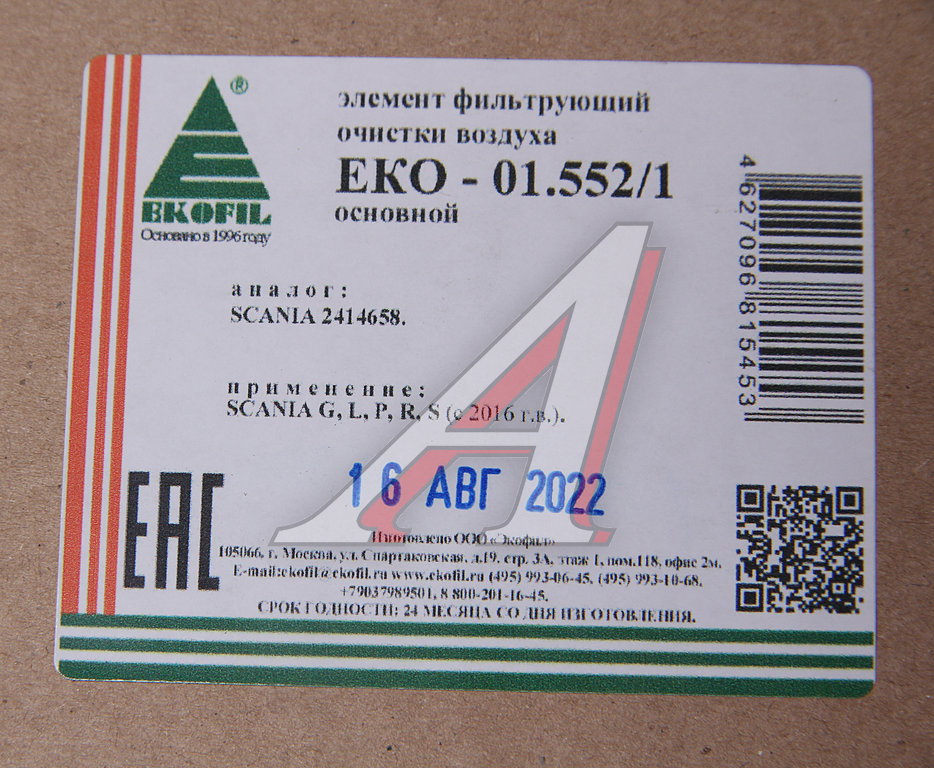 ®
EKOFIL
Основано в 1996 году
элемент фильтрующий
очистки воздуха
ЕКО - 01.552/1
основной
аналог:
SCANIA 2414658.
применение:
SCANIA G, L, P, R, S (с 2016 г.в.).
4 627096 815453
EAC
16 АВГ 2022
Изготовлено ООО «Экофил»
105066, г. Москва, ул. Спартаковская, д.19, стр. 3А, этаж 1, пом.118, офис 2м.
E-mail:ekofil@ekofil.ru www.ekofil.ru (495) 993-06-45, (495) 993-10-68,
+79037989501, 8 800-201-16-45.
СРОК ГОДНОСТИ: 24 МЕСЯЦА СО ДНЯ ИЗГОТОВЛЕНИЯ.